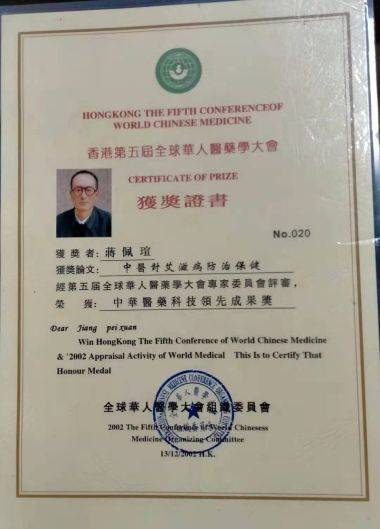 HONGKONG THE FIFTH CONFERENCEOF
WORLD CHINESE MEDICINE
香港第五屆全球華人醫藥學大會
CERTIFICATE OF PRIZE
獲獎證書
No.020
獲獎者:蔣佩瑄
獲獎論文:中醫對艾滋病防治保健
經第五屆全球華人醫藥學大會專家委員會評審,
榮獲:中華醫藥科技領先成果獎
Dear Jiang pei xuan
Win HongKong The Fifth Conference of World Chinese Medicine
& '2002 Appraisal Activity of World Medical This Is to Certify That
Honour Medal
全球華人醫學大會組織委員會
2002 The Fifth Conference of World Chinesess
Medicine Organizing Committee
13/12/2002 H.K.